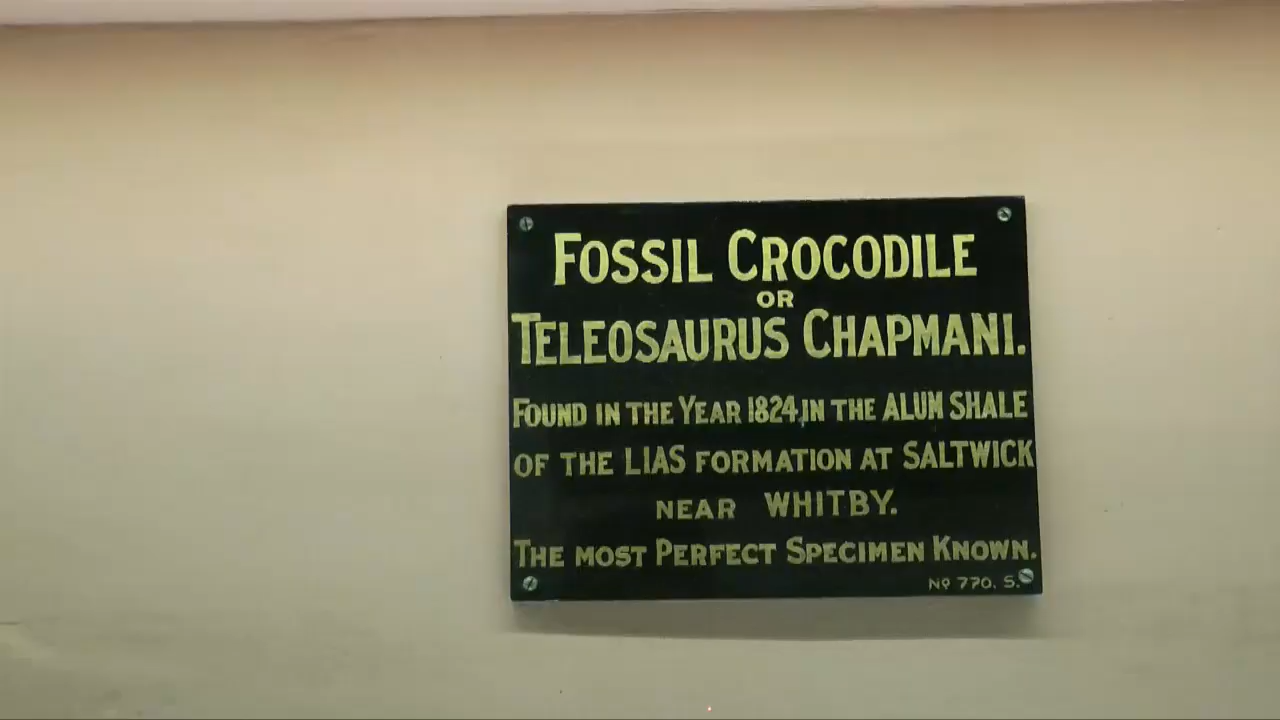 FOSSIL CROCODILE
OR
TELEOSAURUS CHAPMANI.
FOUND IN THE YEAR 1824, IN THE ALUM SHALE
OF THE LIAS FORMATION AT SALTWICK
NEAR WHITBY.
THE MOST PERFECT SPECIMEN KNOWN.
No 770. S.